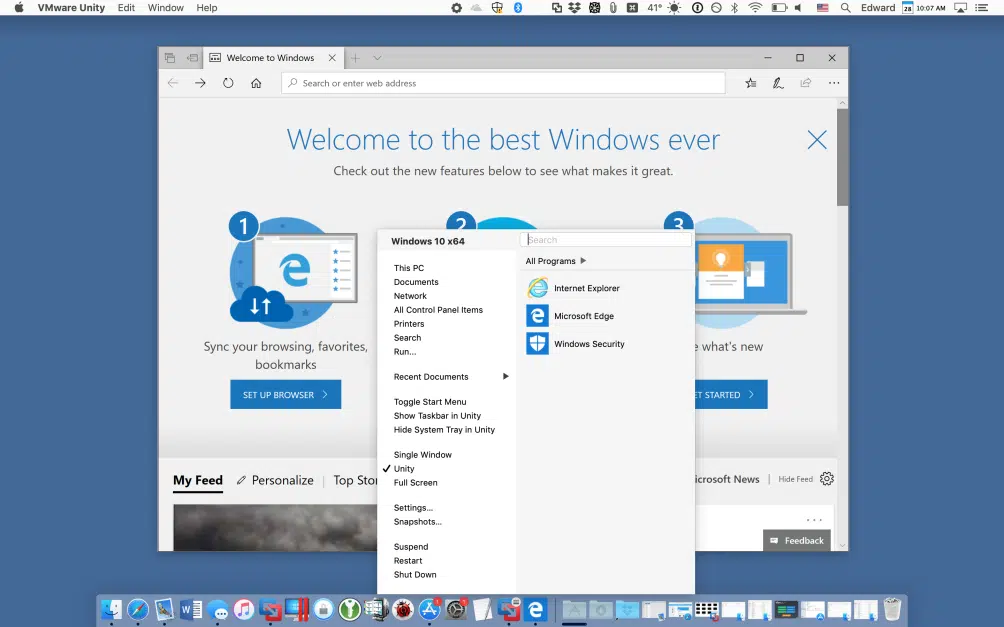 VMware Unity Edit Window Help
41° Edward 28 10:07 AM
Welcome to Windows
Search or enter web address
Welcome to the best Windows ever
Check out the new features below to see what makes it great.
1
2
3
Sync your browsing, favorites,
bookmarks
SET UP BROWSER
e what's new
ET STARTED
Windows 10 x64
This PC
Documents
Network
All Control Panel Items
Printers
Search
Run...
Recent Documents
Toggle Start Menu
Show Taskbar in Unity
Hide System Tray in Unity
Single Window
Unity
Full Screen
Settings...
Snapshots...
Suspend
Restart
Shut Down
Search
All Programs
Internet Explorer
Microsoft Edge
Windows Security
My Feed Personalize Top Stor
icrosoft News Hide Feed
Feedback